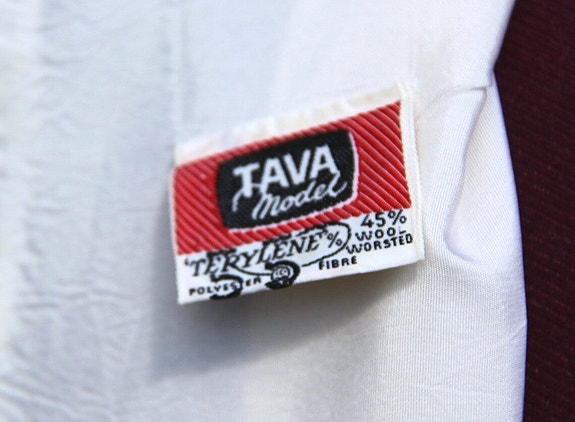 TAVA
Model
'TERYLENE' % 45%
WOOL
WORSTED
POLYESTER FIBRE